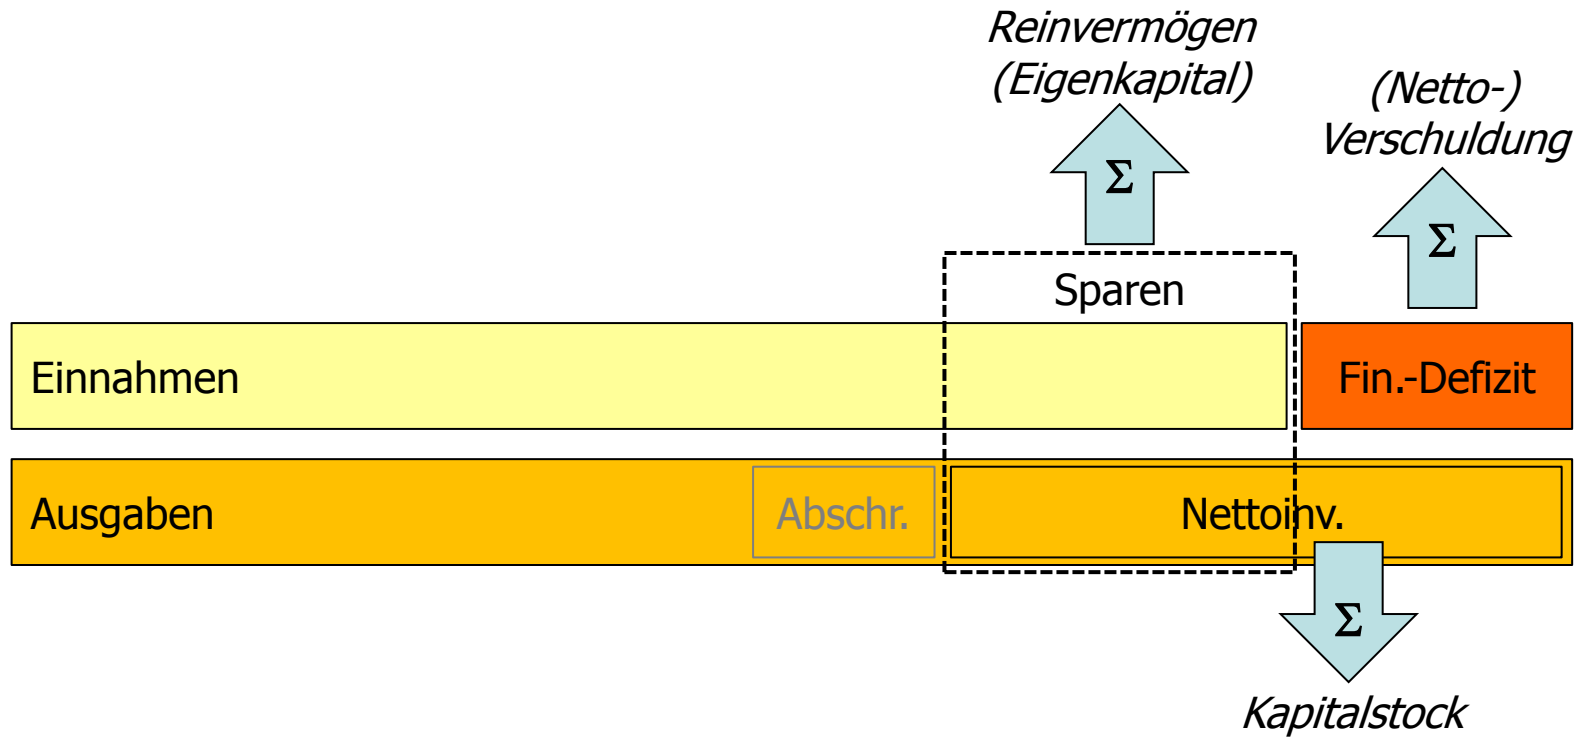 Reinvermögen
(Eigenkapital)
(Netto-)
Verschuldung
Σ
Σ
Sparen
Einnahmen
Fin.-Defizit
Ausgaben
Abschr.
Nettoinv.
Σ
Kapitalstock